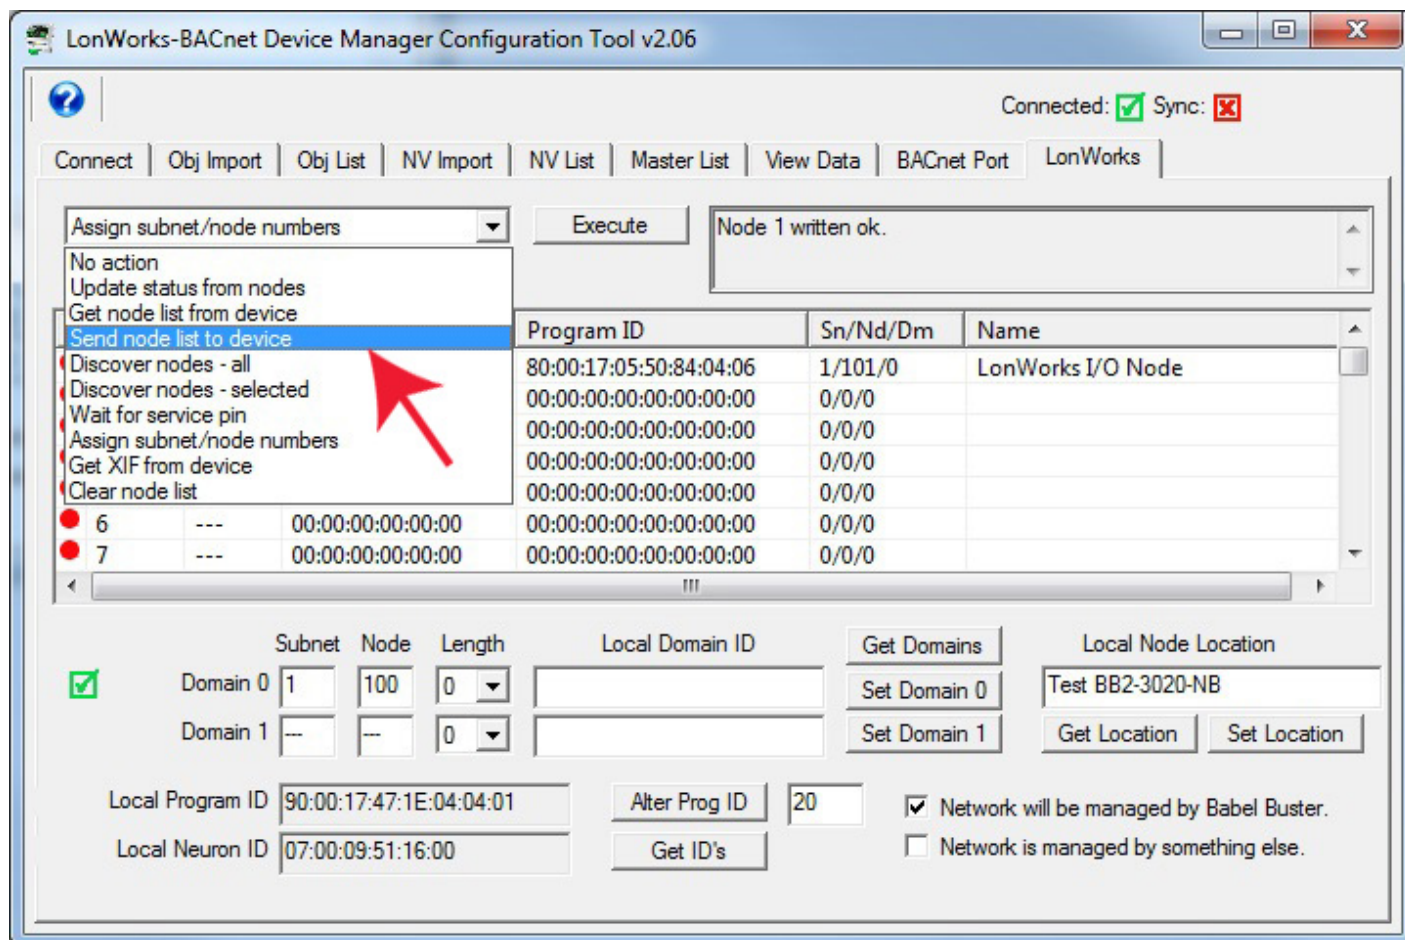 LonWorks-BACnet Device Manager Configuration Tool v2.06
Connected: Sync:
Connect Obj Import Obj List NV Import NV List Master List View Data BACnet Port LonWorks
Assign subnet/node numbers Execute Node 1 written ok.
No action
Update status from nodes
Get node list from device
Send node list to device Program ID Sn/Nd/Dm Name
Discover nodes - all 80:00:17:05:50:84:04:06 1/101/0 LonWorks I/O Node
Discover nodes - selected 00:00:00:00:00:00:00:00 0/0/0
Wait for service pin 00:00:00:00:00:00:00:00 0/0/0
Assign subnet/node numbers
Get XIF from device 00:00:00:00:00:00:00:00 0/0/0
Clear node list 00:00:00:00:00:00:00:00 0/0/0
6 --- 00:00:00:00:00:00 00:00:00:00:00:00:00:00 0/0/0
7 --- 00:00:00:00:00:00 00:00:00:00:00:00:00:00 0/0/0
Subnet Node Length Local Domain ID Get Domains Local Node Location
Domain 0 1 100 0 Set Domain 0 Test BB2-3020-NB
Domain 1 --- --- 0 Set Domain 1 Get Location Set Location
Local Program ID 90:00:17:47:1E:04:04:01 Alter Prog ID 20 Network will be managed by Babel Buster.
Local Neuron ID 07:00:09:51:16:00 Get ID's Network is managed by something else.